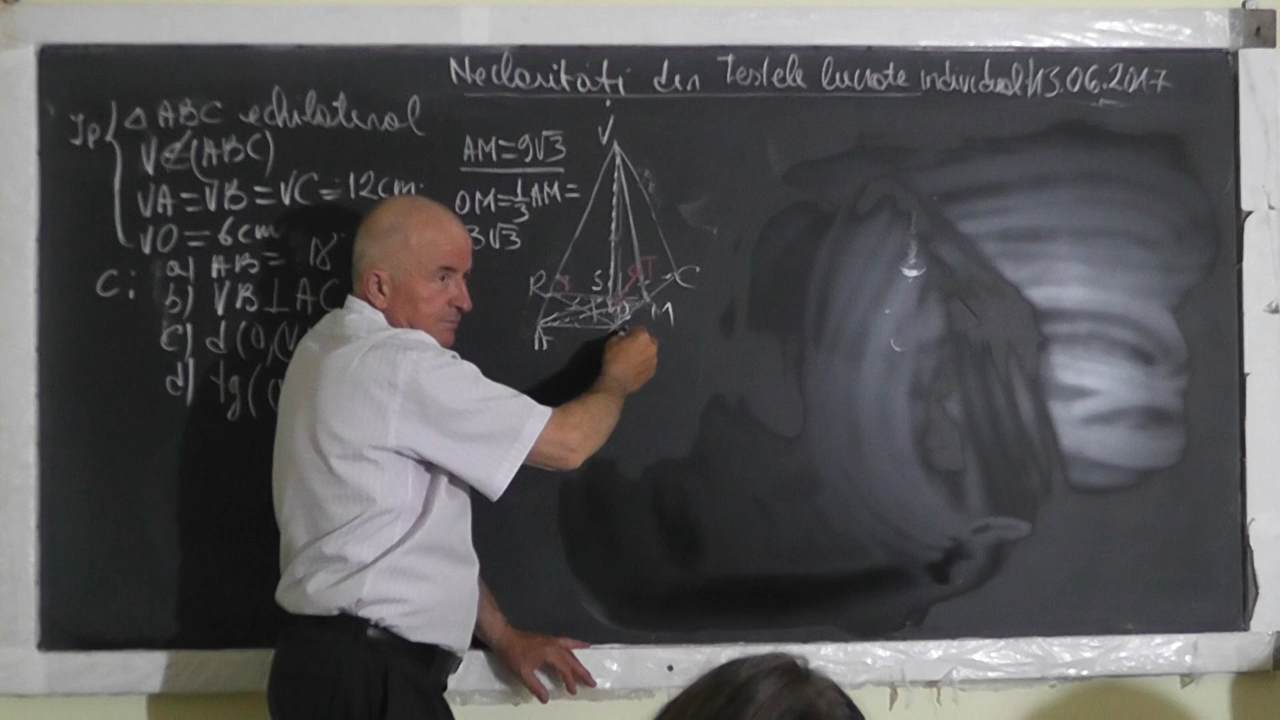 Neclarități din Testele lucrate individual 13.06.2017
Ip △ABC echilateral
V∉(ABC)
VA=VB=VC=12cm
VO=6cm
C: a) AB= 18
b) VB⊥AC
c) d(O,(V
d) tg(
AM=9√3
OM=1/3AM=
3√3
V
R S T C
A M